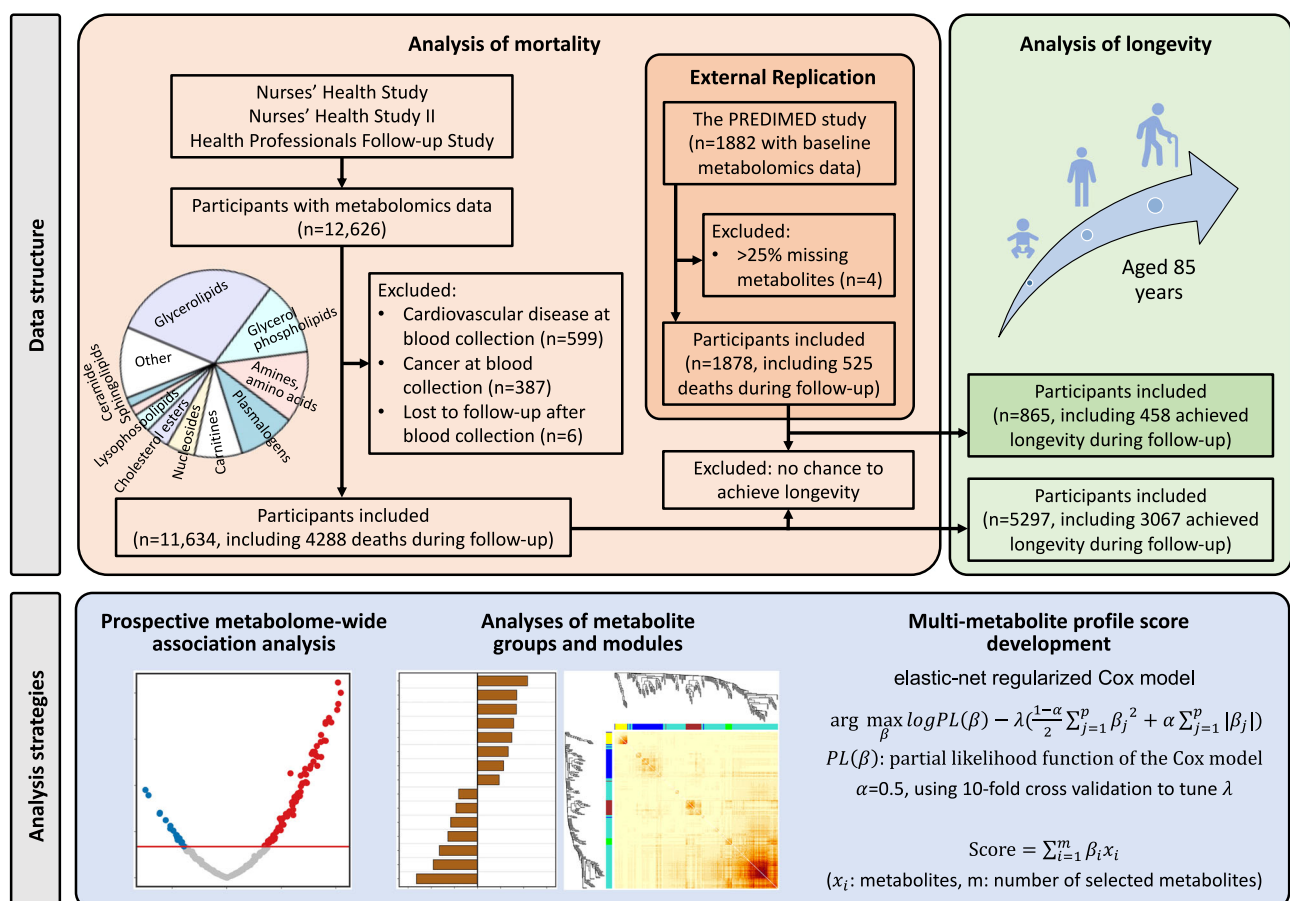 Data structure
Analysis of mortality
Nurses’ Health Study
Nurses’ Health Study II
Health Professionals Follow-up Study
Participants with metabolomics data
(n=12,626)
Glycerolipids
Glycerol
phospholipids
Amines,
amino acids
Plasmalogens
Carnitines
Nucleosides
Cholesterol esters
Lysophospolipids
Sphingolipids
Ceramide
Other
Excluded:
• Cardiovascular disease at
blood collection (n=599)
• Cancer at blood
collection (n=387)
• Lost to follow-up after
blood collection (n=6)
Participants included
(n=11,634, including 4288 deaths during follow-up)
External Replication
The PREDIMED study
(n=1882 with baseline
metabolomics data)
Excluded:
• >25% missing
metabolites (n=4)
Participants included
(n=1878, including 525
deaths during follow-up)
Excluded: no chance to
achieve longevity
Analysis of longevity
Aged 85
years
Participants included
(n=865, including 458 achieved
longevity during follow-up)
Participants included
(n=5297, including 3067 achieved
longevity during follow-up)
Analysis strategies
Prospective metabolome-wide
association analysis
Analyses of metabolite
groups and modules
Multi-metabolite profile score
development
elastic-net regularized Cox model
arg max_β logPL(β) − λ((1−α)/2 ∑_{j=1}^{p} β_j² + α ∑_{j=1}^{p} |β_j|)
PL(β): partial likelihood function of the Cox model
α=0.5, using 10-fold cross validation to tune λ
Score = ∑_{i=1}^{m} β_i x_i
(x_i: metabolites, m: number of selected metabolites)